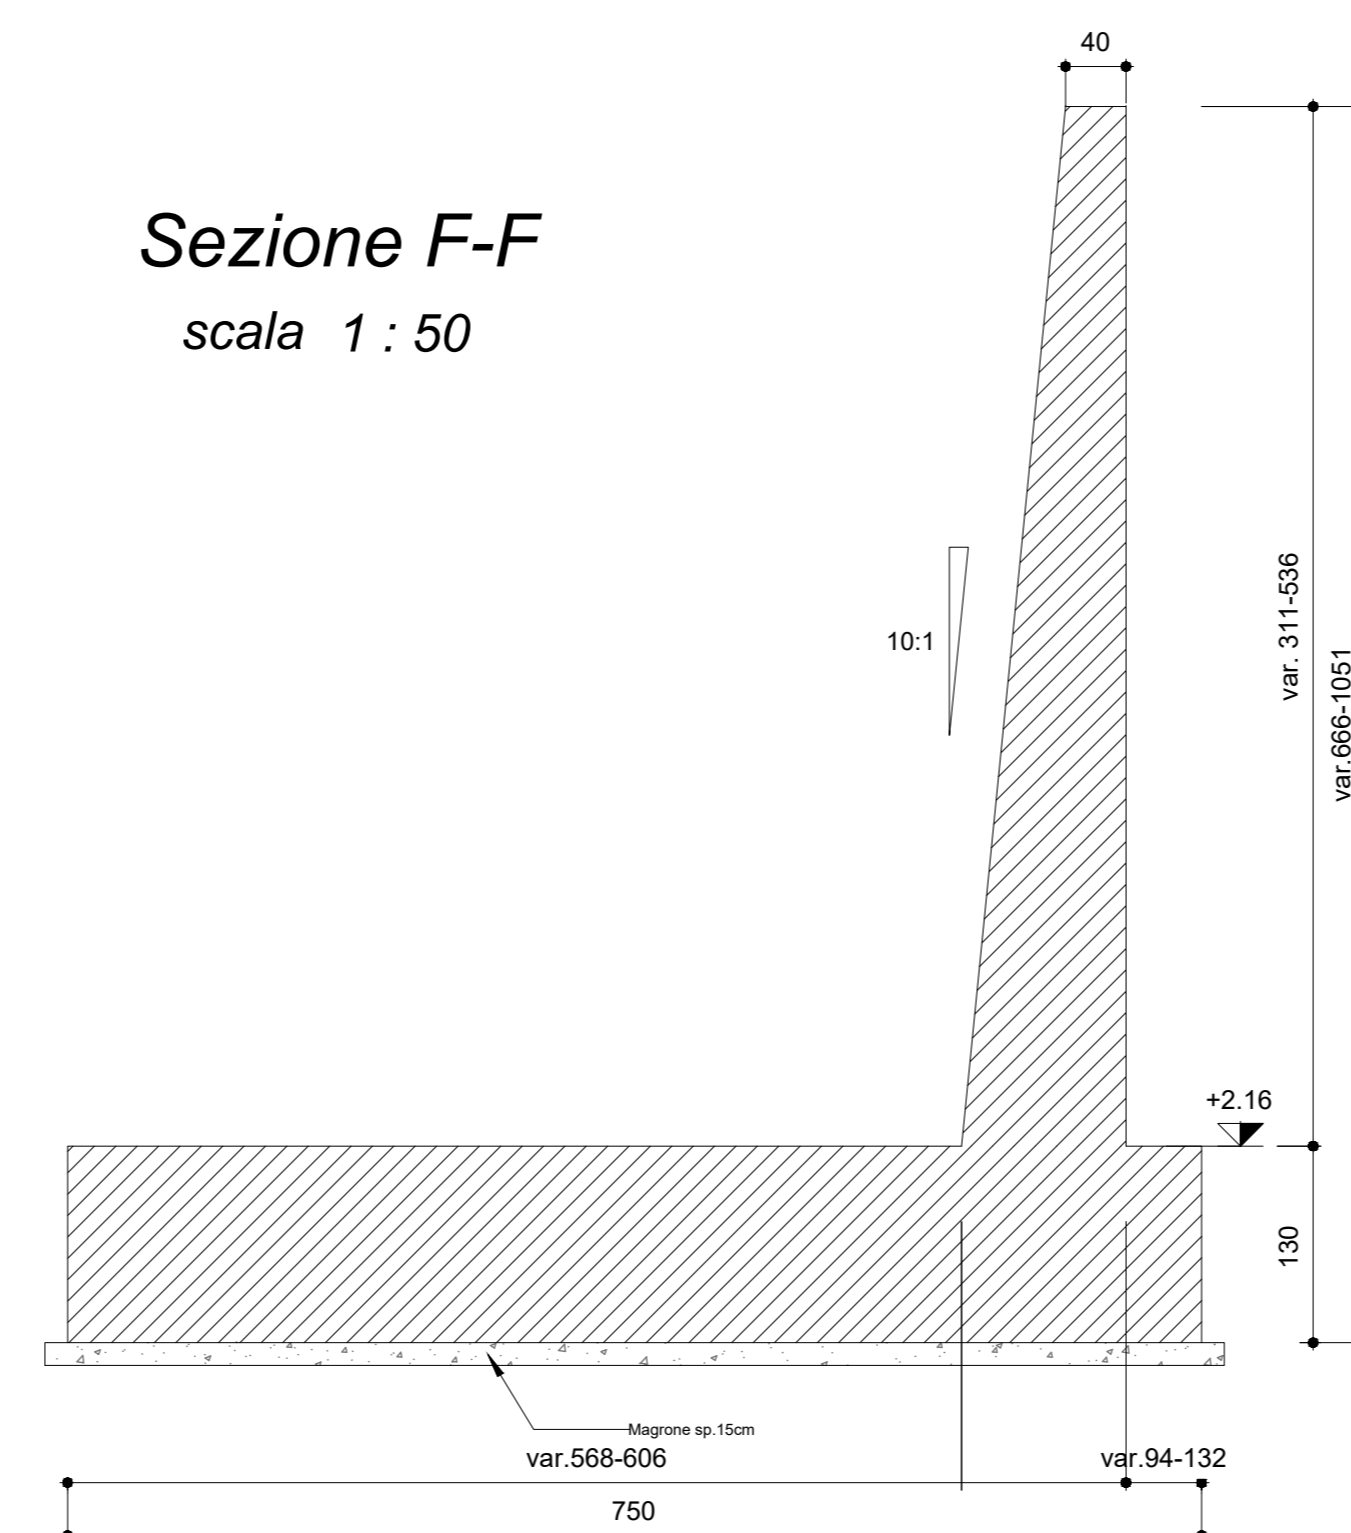 40
Sezione F-F
scala 1 : 50
var. 311-536
10:1
var.666-1051
+2.16
130
Magrone sp.15cm
var.568-606
var.94-132
750